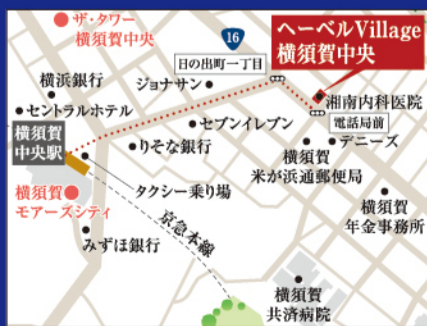 ザ・タワー
横須賀中央
16
ヘーベルVillage
横須賀中央
日の出町一丁目
横浜銀行
ジョナサン
セントラルホテル
湘南内科医院
セブンイレブン
電話局前
横須賀
中央駅
りそな銀行
デニーズ
横須賀
米が浜通郵便局
タクシー乗り場
横須賀
モアーズシティ
京急本線
横須賀
年金事務所
みずほ銀行
横須賀
共済病院